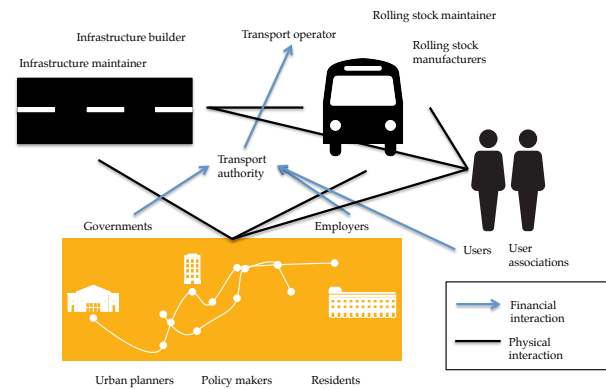 Rolling stock maintainer
Infrastructure builder
Transport operator
Rolling stock
manufacturers
Infrastructure maintainer
Transport
authority
Governments
Employers
Users
User
associations
Financial
interaction
Physical
interaction
Urban planners
Policy makers
Residents